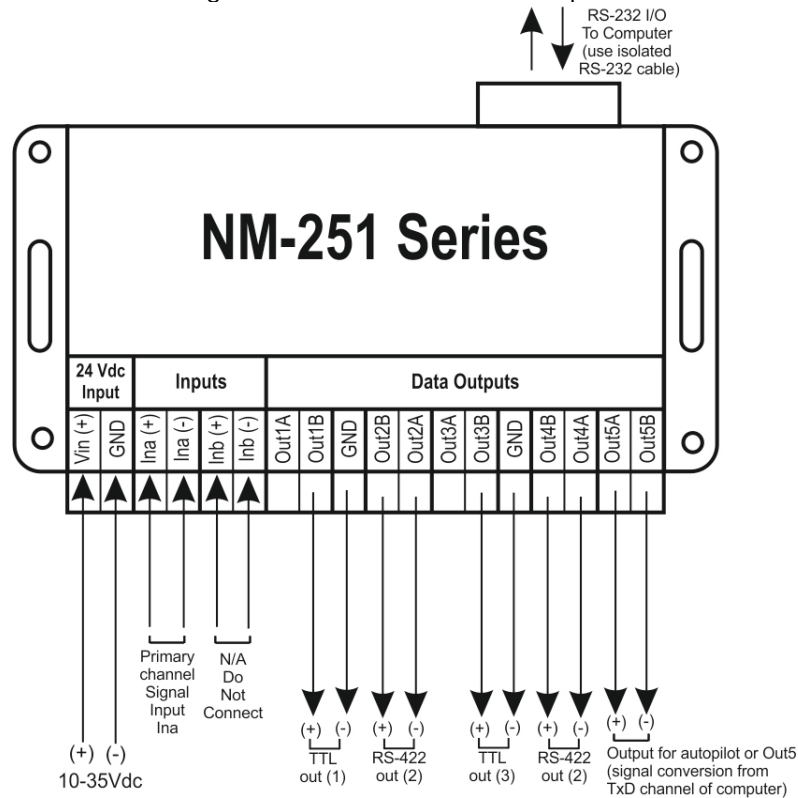 RS-232 I/O
To Computer
(use isolated
RS-232 cable)
NM-251 Series
24 Vdc
Input
Inputs
Data Outputs
Vin (+)
GND
Ina (+)
Ina (-)
Inb (+)
Inb (-)
Out1A
Out1B
GND
Out2B
Out2A
Out3A
Out3B
GND
Out4B
Out4A
Out5A
Out5B
Primary
channel
Signal
Input
Ina
N/A
Do
Not
Connect
(+) (-)
10-35Vdc
(+) (-)
TTL
out (1)
(+) (-)
RS-422
out (2)
(+) (-)
TTL
out (3)
(+) (-)
RS-422
out (2)
(+) (-)
Output for autopilot or Out5
(signal conversion from
TxD channel of computer)